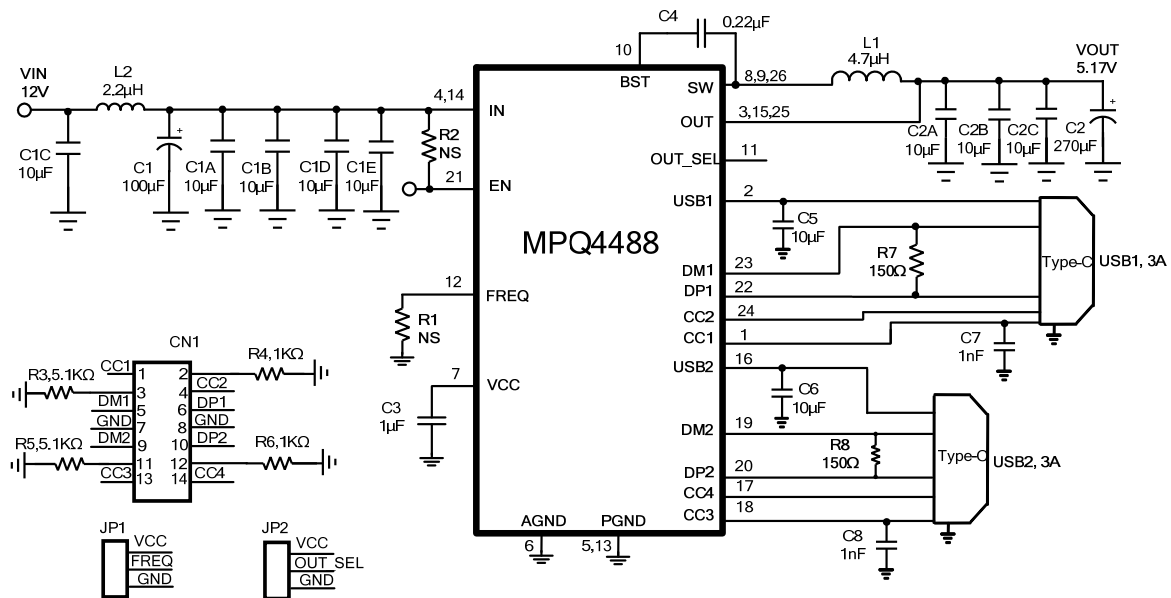 C4
0.22µF
10
BST
VIN
12V
L2
2.2µH
4,14
IN
SW
8,9,26
L1
4.7µH
VOUT
5.17V
OUT
3,15,25
R2
NS
C1C
10µF
+
C1
100µF
C1A
10µF
C1B
10µF
C1D
10µF
C1E
10µF
21
EN
OUT_SEL
11
C2A
10µF
C2B
10µF
C2C
10µF
+
C2
270µF
USB1
2
C5
10µF
MPQ4488
R7
150Ω
Type-C
USB1, 3A
DM1
23
DP1
22
CC2
24
CC1
1
C7
1nF
12
FREQ
R1
NS
USB2
16
C6
10µF
7
VCC
C3
1µF
DM2
19
R8
150Ω
Type-C
USB2, 3A
DP2
20
CC4
17
CC3
18
C8
1nF
AGND
PGND
6
5,13
CN1
CC1
1
2
R4,1KΩ
R3,5.1KΩ
3
4
CC2
DM1
5
6
DP1
GND
7
8
GND
DM2
9
10
DP2
R5,5.1KΩ
11
12
R6,1KΩ
CC3
13
14
CC4
JP1
VCC
FREQ
GND
JP2
VCC
OUT_SEL
GND